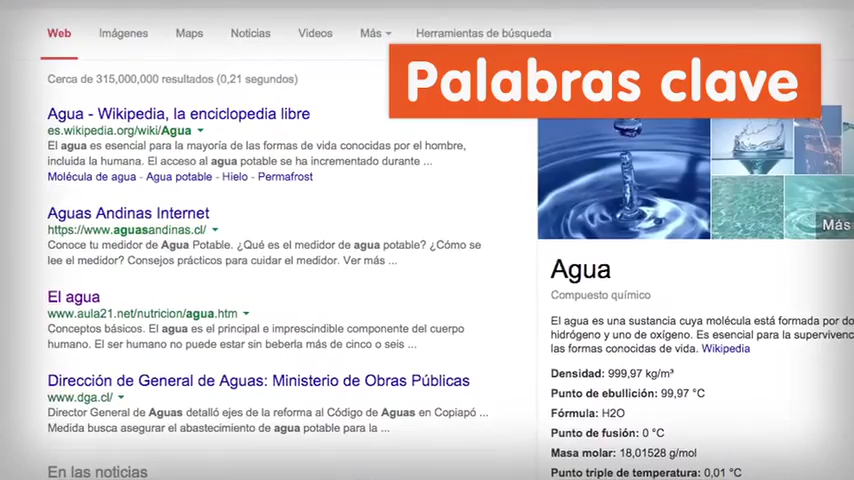 Web Imágenes Maps Noticias Videos Más Herramientas de búsqueda
Palabras clave
Cerca de 315,000,000 resultados (0,21 segundos)
Agua - Wikipedia, la enciclopedia libre
es.wikipedia.org/wiki/Agua
El agua es esencial para la mayoría de las formas de vida conocidas por el hombre,
incluida la humana. El acceso al agua potable se ha incrementado durante ...
Molécula de agua - Agua potable - Hielo - Permafrost
Aguas Andinas Internet
https://www.aguasandinas.cl/
Conoce tu medidor de Agua Potable. ¿Qué es el medidor de agua potable? ¿Cómo se
lee el medidor? Consejos prácticos para cuidar el medidor. Ver más ...
El agua
www.aula21.net/nutricion/agua.htm
Conceptos básicos. El agua es el principal e imprescindible componente del cuerpo
humano. El ser humano no puede estar sin beberla más de cinco o seis ...
Dirección de General de Aguas: Ministerio de Obras Públicas
www.dga.cl/
Director General de Aguas detalló ejes de la reforma al Código de Aguas en Copiapó ...
Medida busca asegurar el abastecimiento de agua potable para la ...
En las noticias
Más
Agua
Compuesto químico
El agua es una sustancia cuya molécula está formada por do
hidrógeno y uno de oxígeno. Es esencial para la supervivenc
las formas conocidas de vida. Wikipedia
Densidad: 999,97 kg/m³
Punto de ebullición: 99,97 °C
Fórmula: H2O
Punto de fusión: 0 °C
Masa molar: 18,01528 g/mol
Punto triple de temperatura: 0,01 °C